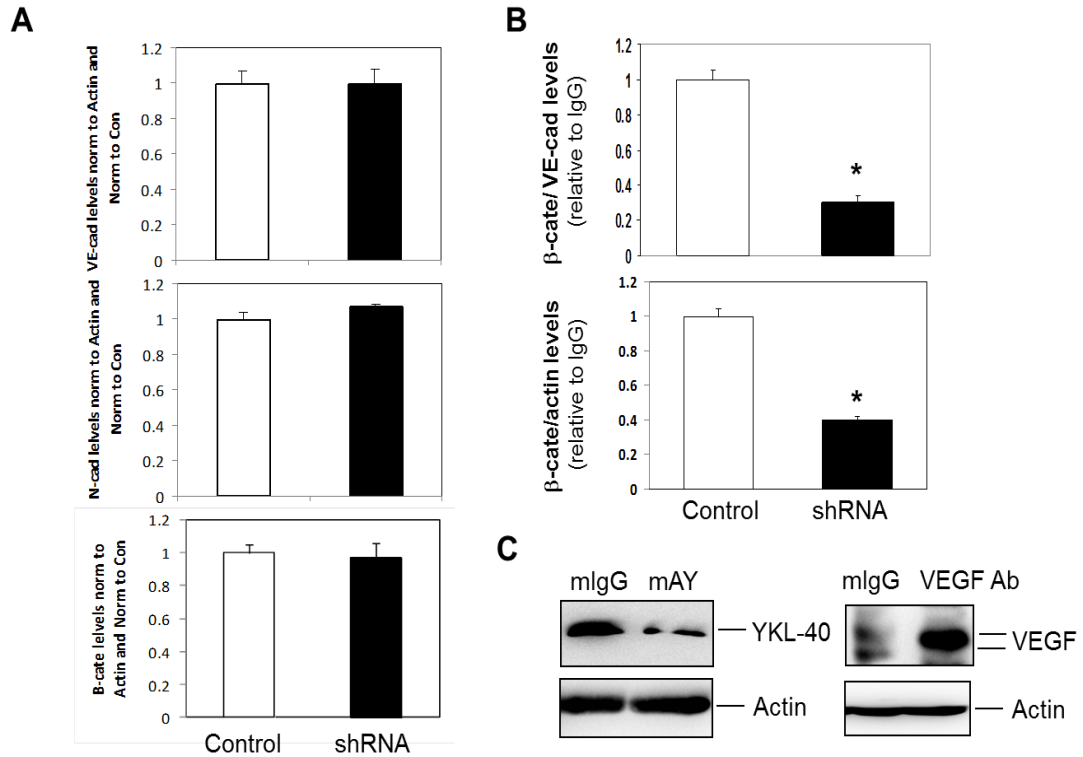 A
VE-cad lelvels norm to Actin and
Norm to Con
1.2
1
0.8
0.6
0.4
0.2
0
N-cad lelvels norm to Actin and
Norm to Con
1.2
1
0.8
0.6
0.4
0.2
0
B-cate lelvels norm to
Actin and Norm to Con
1.2
1
0.8
0.6
0.4
0.2
0
Control shRNA
B
β-cate/ VE-cad levels
(relative to IgG)
1.2
1
0.8
0.6
0.4
0.2
0
*
β-cate/actin levels
(relative to IgG)
1.2
1
0.8
0.6
0.4
0.2
0
*
Control shRNA
C
mIgG mAY
YKL-40
Actin
mIgG VEGF Ab
VEGF
Actin